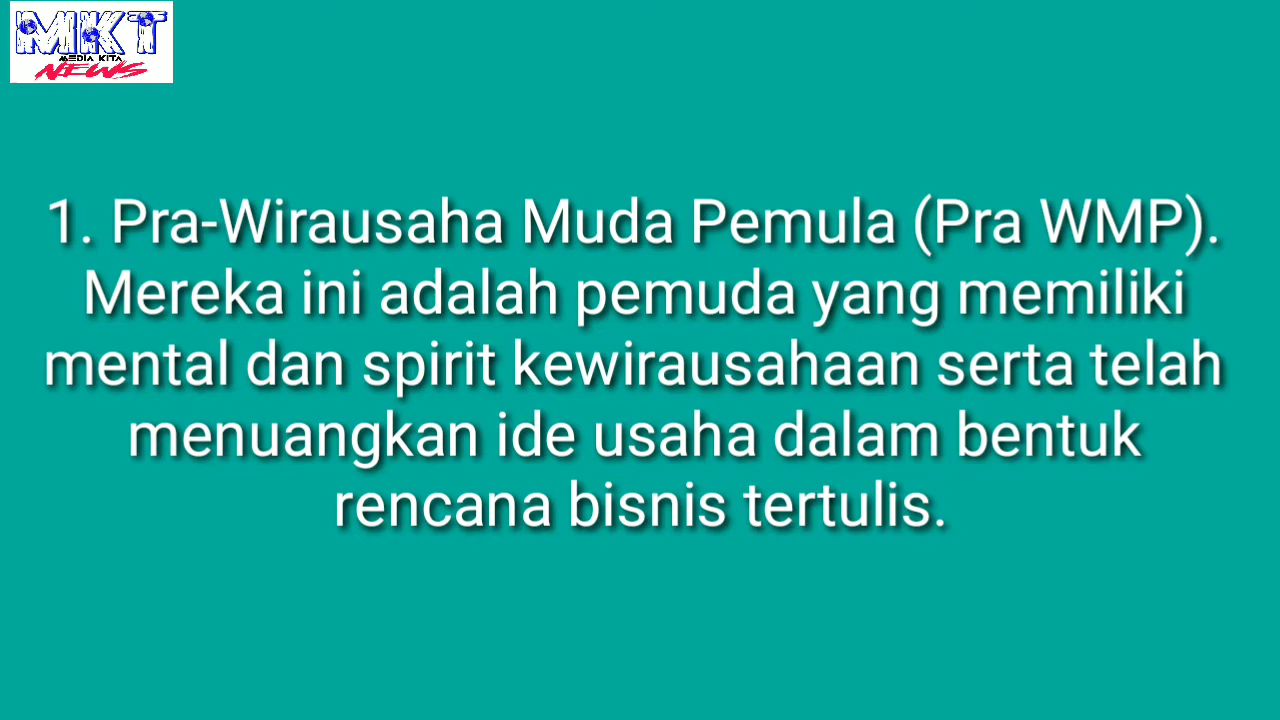 MKT
MEDIA KITA
NEWS
1. Pra-Wirausaha Muda Pemula (Pra WMP).
Mereka ini adalah pemuda yang memiliki
mental dan spirit kewirausahaan serta telah
menuangkan ide usaha dalam bentuk
rencana bisnis tertulis.